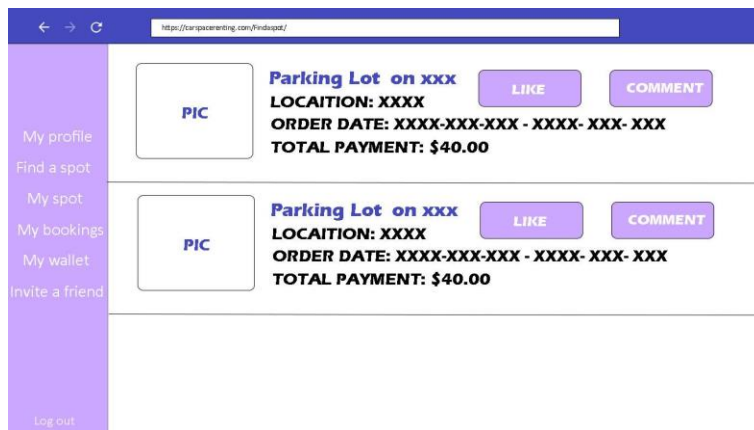 https://carspacerenting.com/Findaspot/
My profile
Find a spot
My spot
My bookings
My wallet
Invite a friend
Log out
PIC
Parking Lot on xxx
LOCAITION: XXXX
ORDER DATE: XXXX-XXX-XXX - XXXX- XXX- XXX
TOTAL PAYMENT: $40.00
LIKE
COMMENT
PIC
Parking Lot on xxx
LOCAITION: XXXX
ORDER DATE: XXXX-XXX-XXX - XXXX- XXX- XXX
TOTAL PAYMENT: $40.00
LIKE
COMMENT